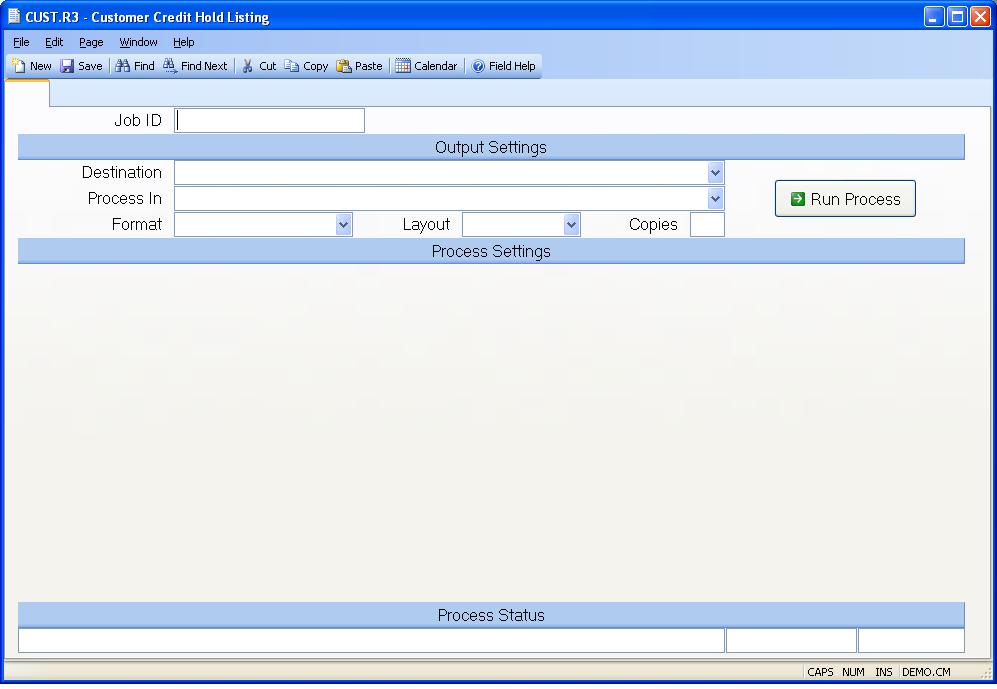 CUST.R3 - Customer Credit Hold Listing
File Edit Page Window Help
New Save Find Find Next Cut Copy Paste Calendar Field Help
Job ID
Output Settings
Destination
Process In
Run Process
Format Layout Copies
Process Settings
Process Status
CAPS NUM INS DEMO.CM